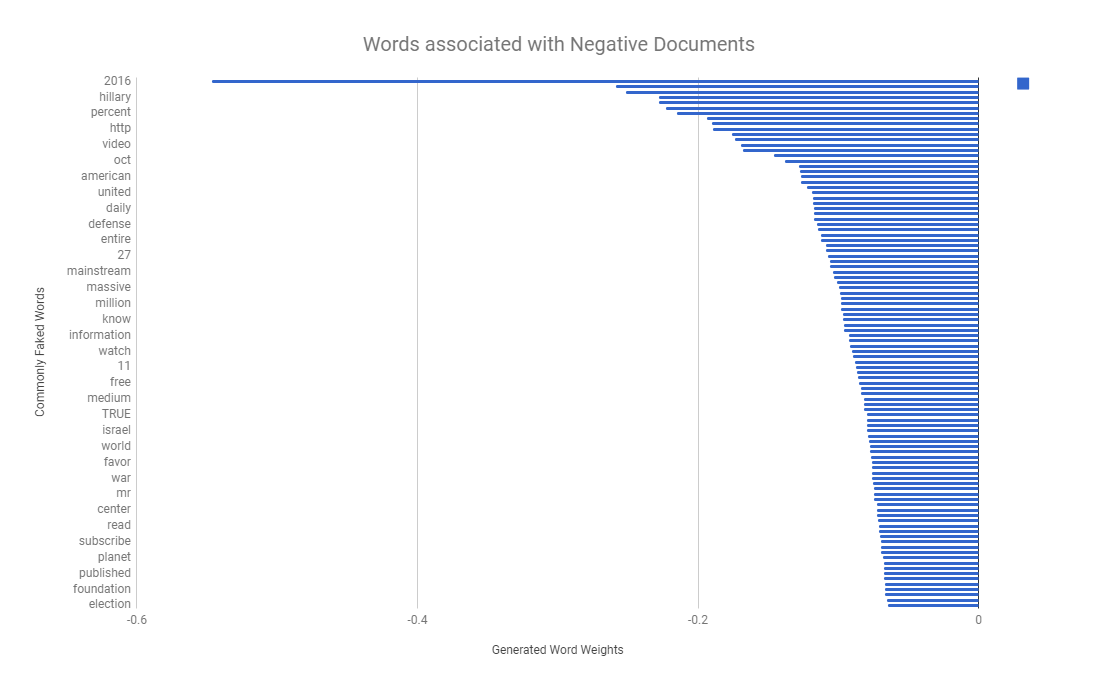 Words associated with Negative Documents
2016
hillary
percent
http
video
oct
american
united
daily
defense
entire
27
mainstream
massive
million
know
information
watch
11
free
medium
TRUE
israel
world
favor
war
mr
center
read
subscribe
planet
published
foundation
election
Commonly Faked Words
-0.6
-0.4
-0.2
0
Generated Word Weights